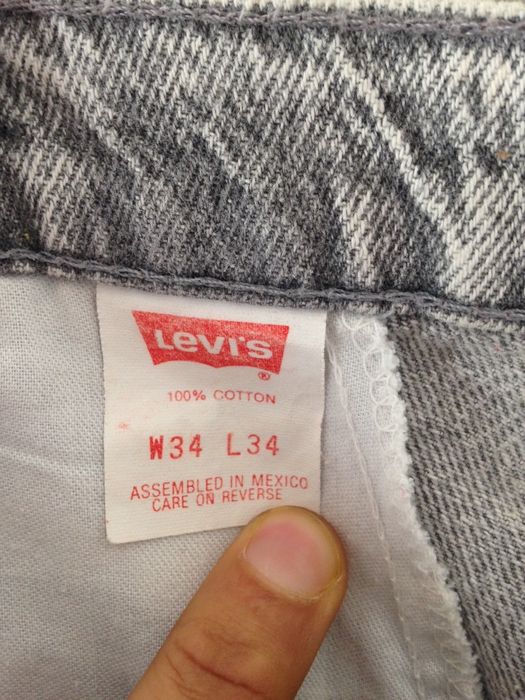 Levi's
®
100% COTTON
W34 L34
ASSEMBLED IN MEXICO
CARE ON REVERSE